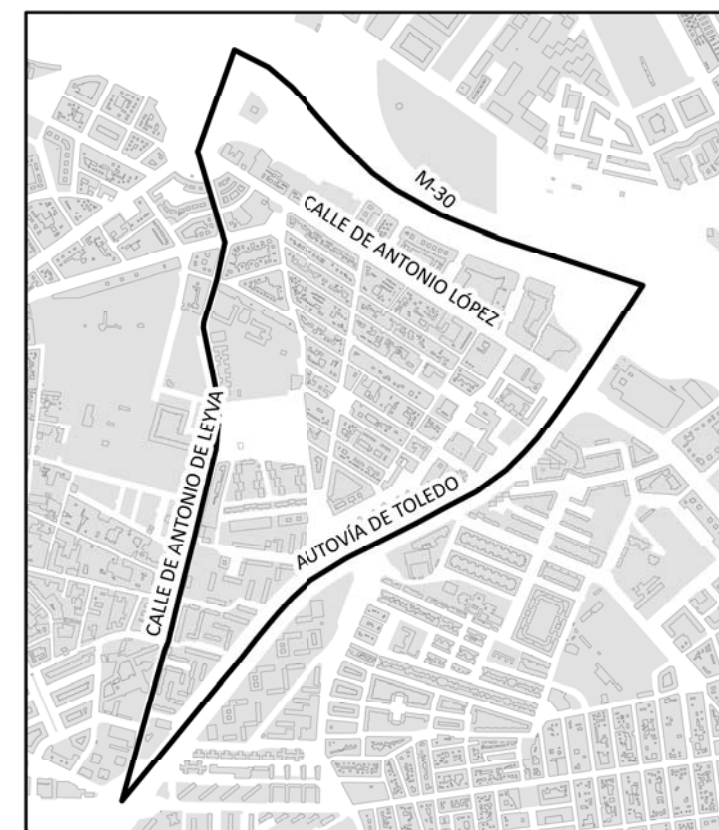 M-30
CALLE DE ANTONIO LÓPEZ
CALLE DE ANTONIO DE LEYVA
AUTOVÍA DE TOLEDO